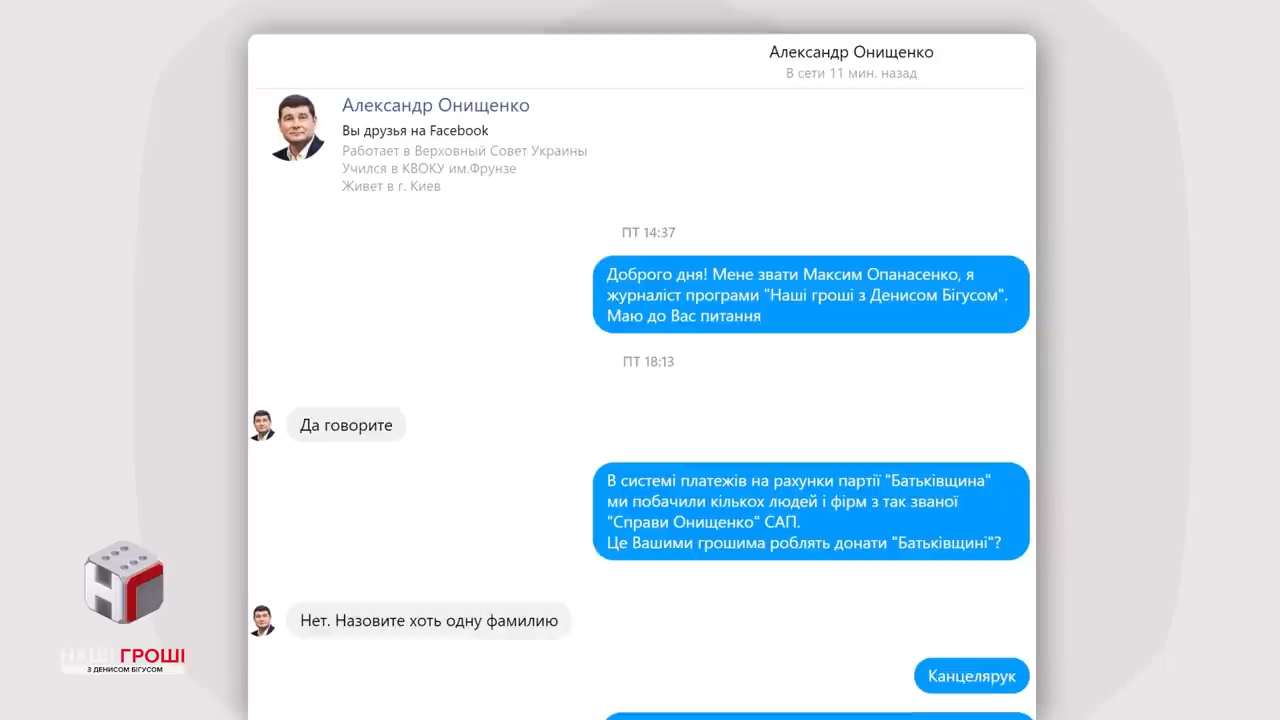 Александр Онищенко
В сети 11 мин. назад
Александр Онищенко
Вы друзья на Facebook
Работает в Верховный Совет Украины
Учился в КВОКУ им.Фрунзе
Живет в г. Киев
ПТ 14:37
Доброго дня! Мене звати Максим Опанасенко, я
журналіст програми "Наші гроші з Денисом Бігусом".
Маю до Вас питання
ПТ 18:13
Да говорите
В системі платежів на рахунки партії "Батьківщина"
ми побачили кількох людей і фірм з так званої
"Справи Онищенко" САП.
Це Вашими грошима роблять донати "Батьківщині"?
Нет. Назовите хоть одну фамилию
Канцелярук
НАШІ ГРОШІ
З ДЕНИСОМ БІГУСОМ